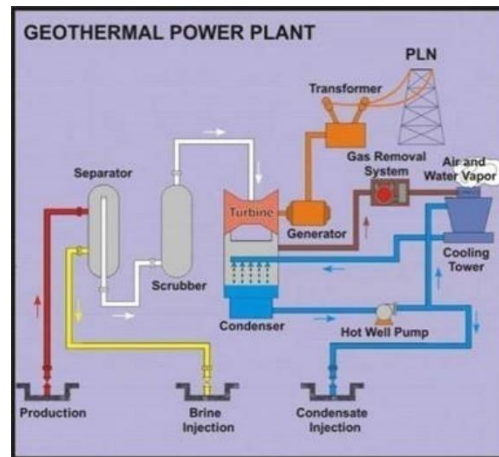 GEOTHERMAL POWER PLANT
PLN
Transformer
Gas Removal
System
Air and
Water Vapor
Separator
Turbine
Generator
Cooling
Tower
Scrubber
Condenser
Hot Well Pump
Production
Brine
Injection
Condensate
Injection